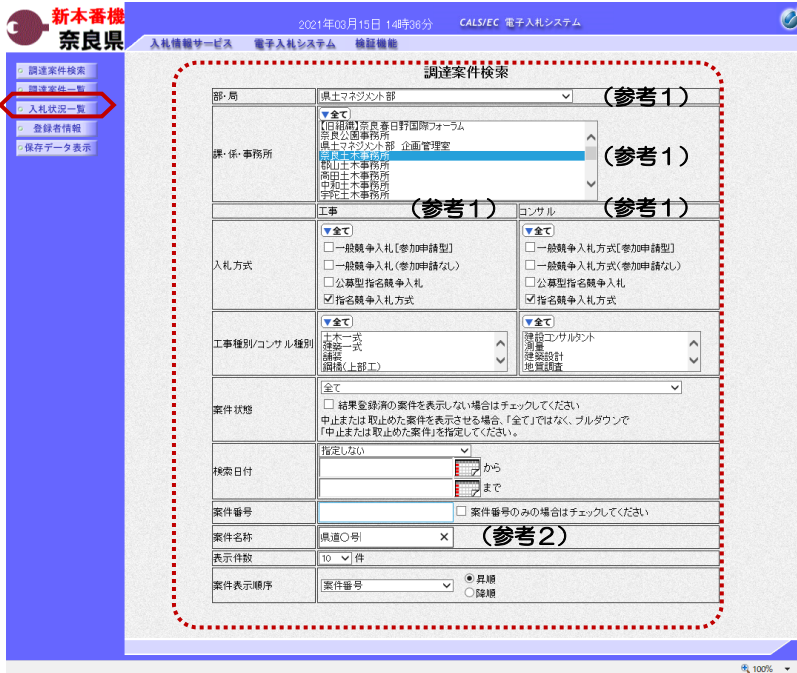 新本番機
奈良県
2021年03月15日 14時36分 CALS/EC 電子入札システム
入札情報サービス 電子入札システム 検証機能
調達案件検索
調達案件一覧
入札状況一覧
登録者情報
保存データ表示
調達案件検索
部・局 県土マネジメント部 (参考1)
課・係・事務所 ▼全て
【旧組織】奈良春日野国際フォーラム
奈良公園事務所
県土マネジメント部 企画管理室
奈良土木事務所
郡山土木事務所
高田土木事務所
中和土木事務所
宇陀土木事務所
(参考1)
工事 (参考1) コンサル (参考1)
入札方式
▼全て ▼全て
一般競争入札[参加申請型] 一般競争入札方式[参加申請型]
一般競争入札(参加申請なし) 一般競争入札方式(参加申請なし)
公募型指名競争入札 公募型指名競争入札
指名競争入札方式 指名競争入札方式
工事種別/コンサル種別
▼全て ▼全て
土木一式 建設コンサルタント
建築一式 測量
舗装 建築設計
鋼橋(上部工) 地質調査
案件状態 全て
結果登録済の案件を表示しない場合はチェックしてください
中止または取止めた案件を表示させる場合、「全て」ではなく、プルダウンで
「中止または取止めた案件」を指定してください。
検索日付 指定しない
から
まで
案件番号 案件番号のみの場合はチェックしてください
案件名称 県道○号 × (参考2)
表示件数 10 件
案件表示順序 案件番号 昇順
降順
100%